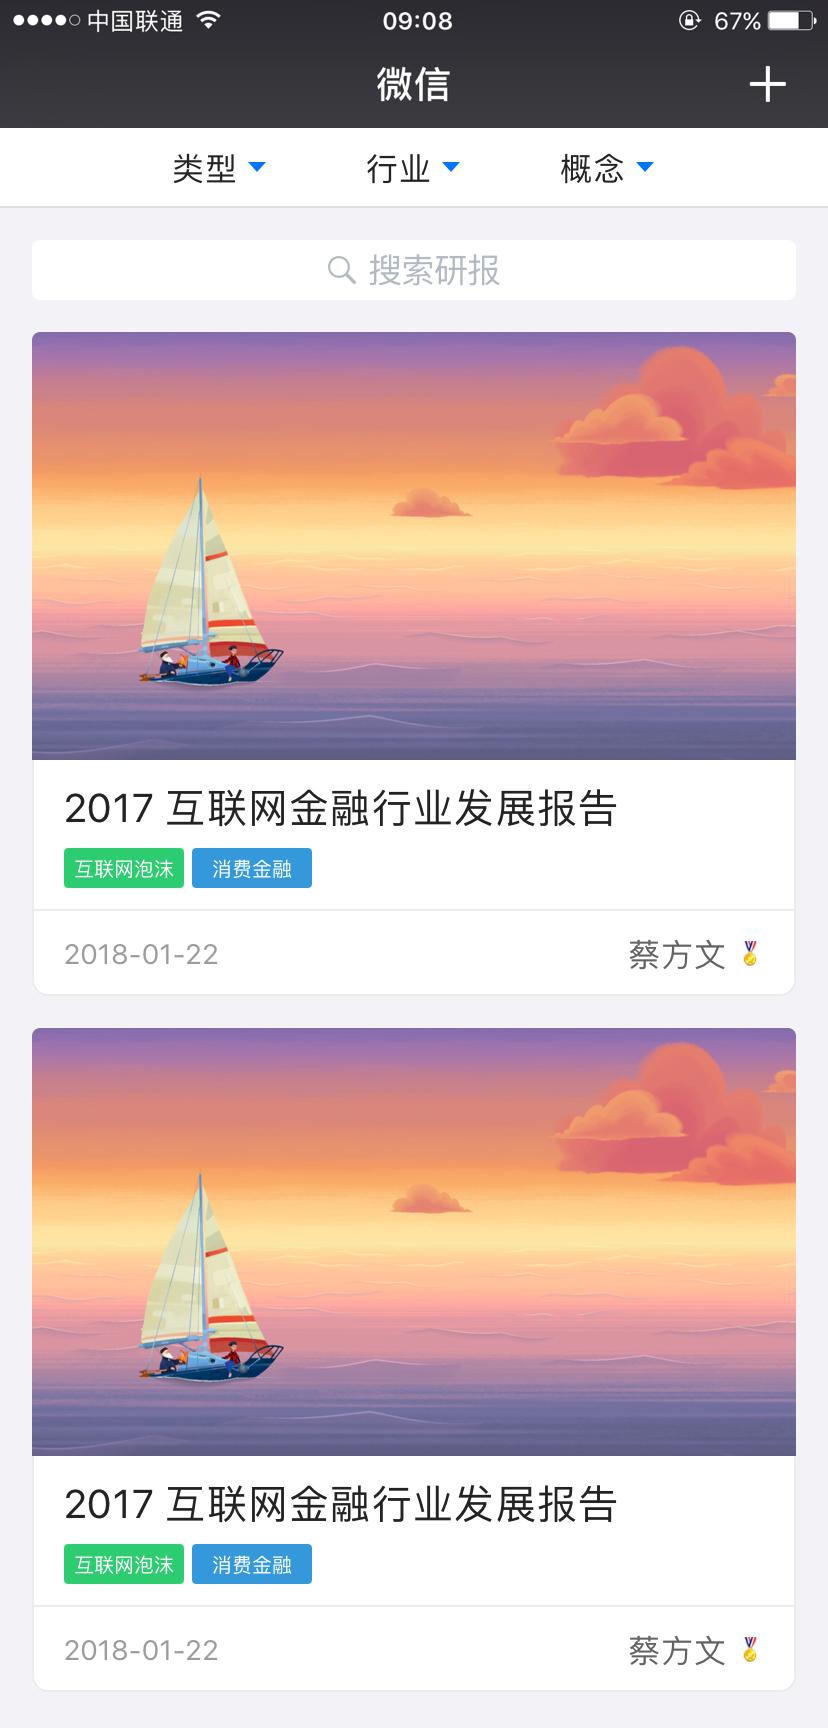 中国联通 09:08 67%
微信
类型 行业 概念
搜索研报
2017 互联网金融行业发展报告
互联网泡沫 消费金融
2018-01-22 蔡方文
2017 互联网金融行业发展报告
互联网泡沫 消费金融
2018-01-22 蔡方文